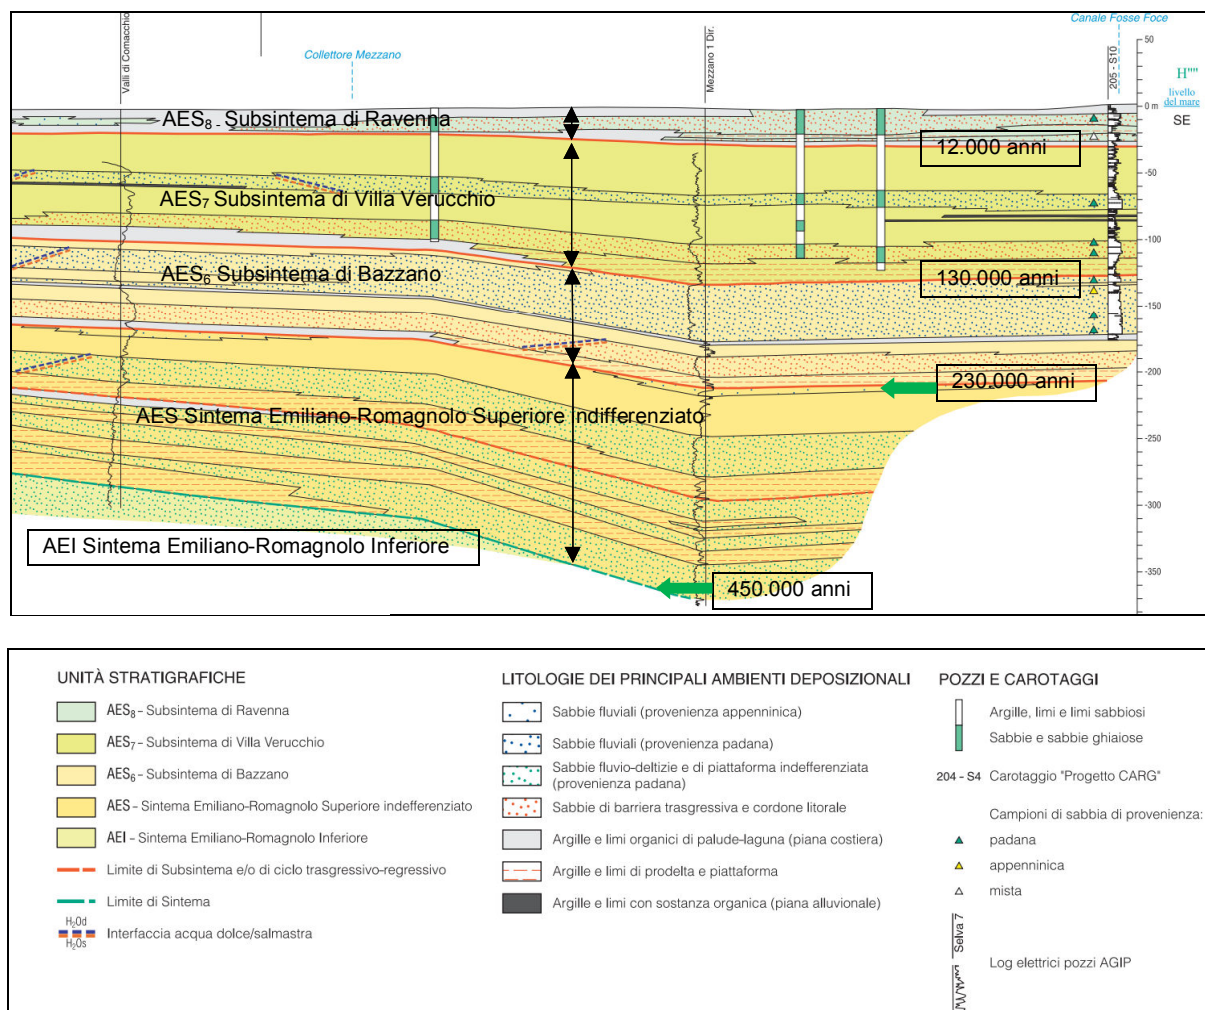 Valli di Comacchio
Collettore Mezzano
Mezzano 1 Dir.
Canale Fosse Foce
205 - S10
50
H''''
livello
del mare
0 m
SE
-50
-100
-150
-200
-250
-300
-350
AES8 - Subsintema di Ravenna
12.000 anni
AES7 Subsintema di Villa Verucchio
AES6 Subsintema di Bazzano
130.000 anni
230.000 anni
AES Sintema Emiliano-Romagnolo Superiore Indifferenziato
AEI Sintema Emiliano-Romagnolo Inferiore
450.000 anni
UNITÀ STRATIGRAFICHE
AES8 - Subsintema di Ravenna
AES7 - Subsintema di Villa Verucchio
AES6 - Subsintema di Bazzano
AES - Sintema Emiliano-Romagnolo Superiore indefferenziato
AEI - Sintema Emiliano-Romagnolo Inferiore
Limite di Subsintema e/o di ciclo trasgressivo-regressivo
Limite di Sintema
H2Od
H2Os
Interfaccia acqua dolce/salmastra
LITOLOGIE DEI PRINCIPALI AMBIENTI DEPOSIZIONALI
Sabbie fluviali (provenienza appenninica)
Sabbie fluviali (provenienza padana)
Sabbie fluvio-deltizie e di piattaforma indefferenziata
(provenienza padana)
Sabbie di barriera trasgressiva e cordone litorale
Argille e limi organici di palude-laguna (piana costiera)
Argille e limi di prodelta e piattaforma
Argille e limi con sostanza organica (piana alluvionale)
POZZI E CAROTAGGI
Argille, limi e limi sabbiosi
Sabbie e sabbie ghiaiose
204 - S4 Carotaggio "Progetto CARG"
Campioni di sabbia di provenienza:
padana
appenninica
mista
Selva 7
Log elettrici pozzi AGIP